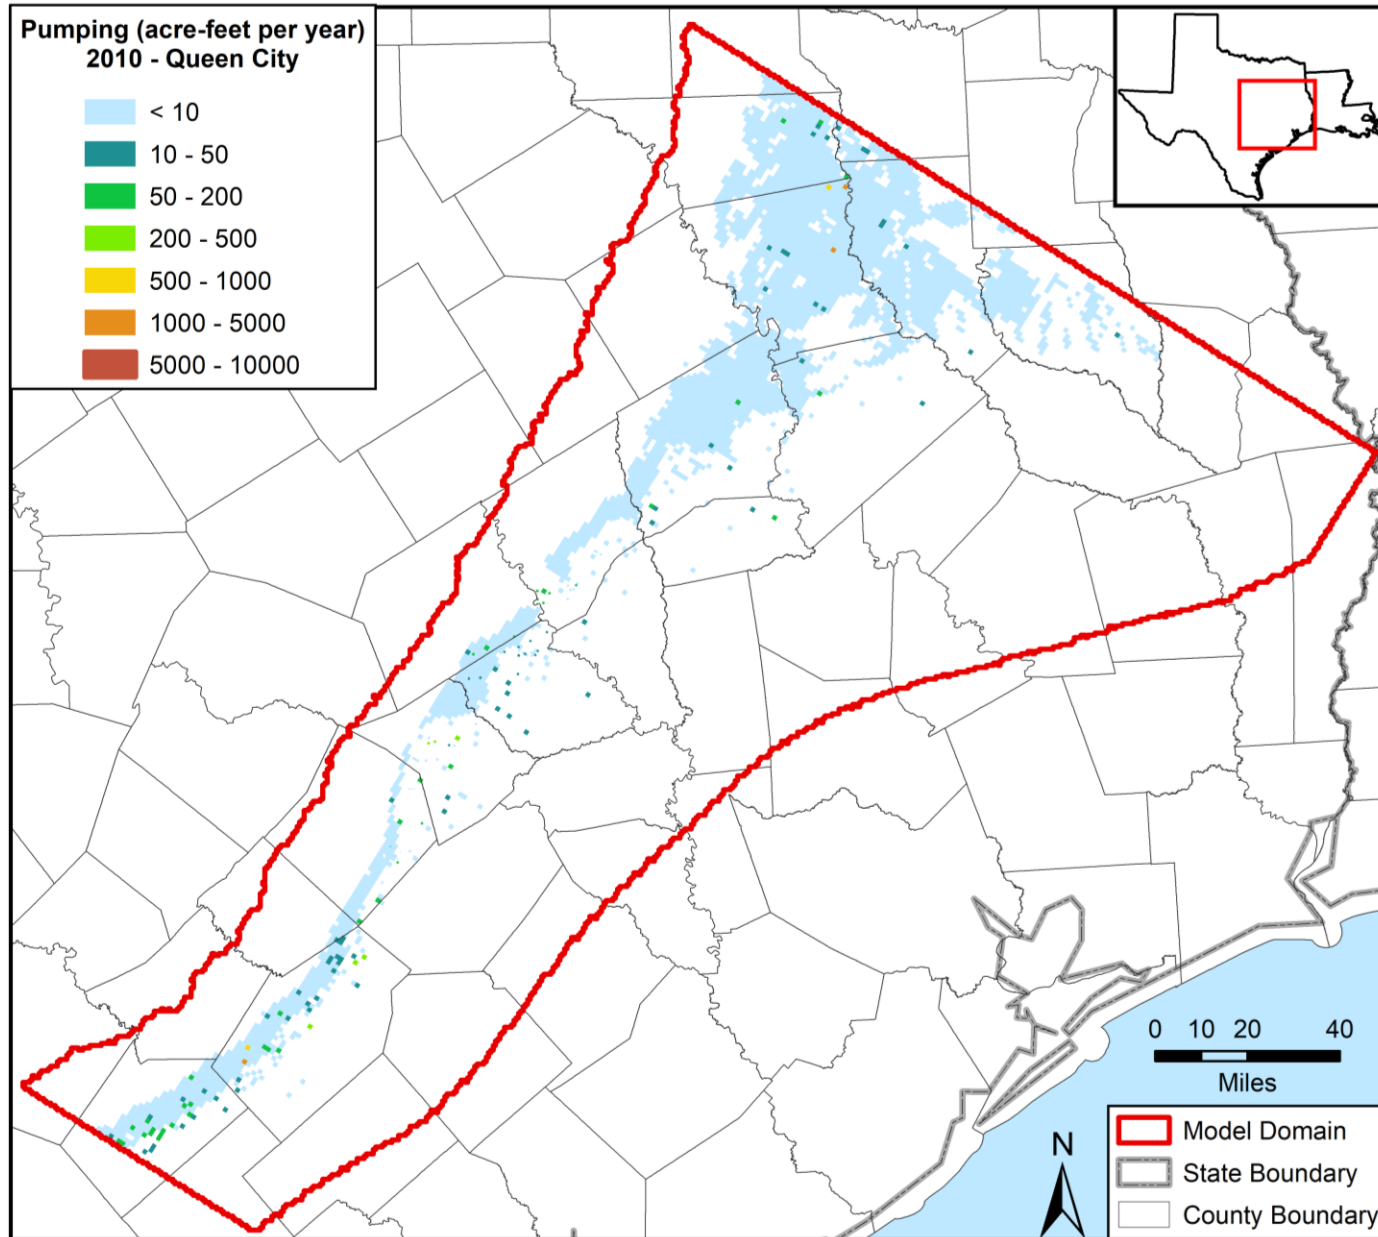 Pumping (acre-feet per year)
2010 - Queen City
< 10
10 - 50
50 - 200
200 - 500
500 - 1000
1000 - 5000
5000 - 10000
0 10 20 40
Miles
N
Model Domain
State Boundary
County Boundary